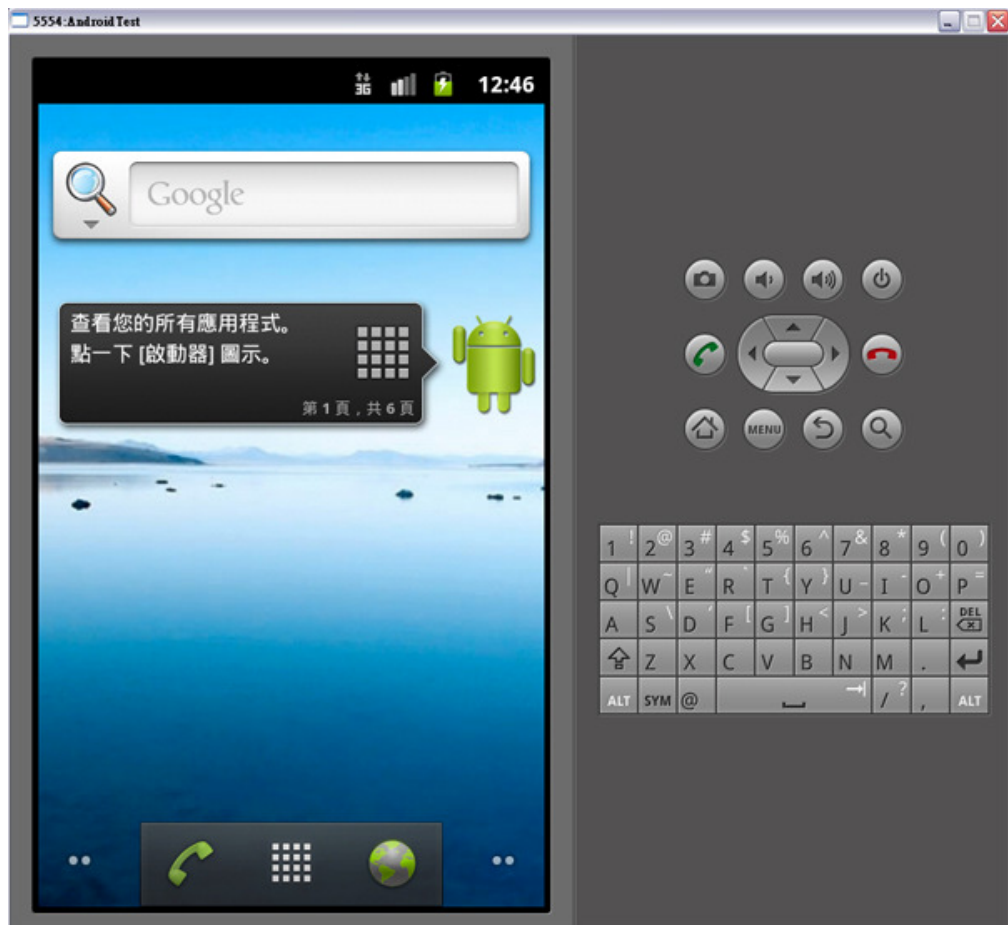 5554:AndroidTest
3G 12:46
Google
查看您的所有應用程式。
點一下 [啟動器] 圖示。
第 1 頁，共 6 頁
MENU
1 ! 2 @ 3 # 4 $ 5 % 6 ^ 7 & 8 * 9 ( 0 )
Q | W ~ E “ R ` T { Y } U _ I - O + P =
A S \ D ´ F [ G ] H < J > K ; L : DEL
Z X C V B N M .
ALT SYM @ / ? , ALT